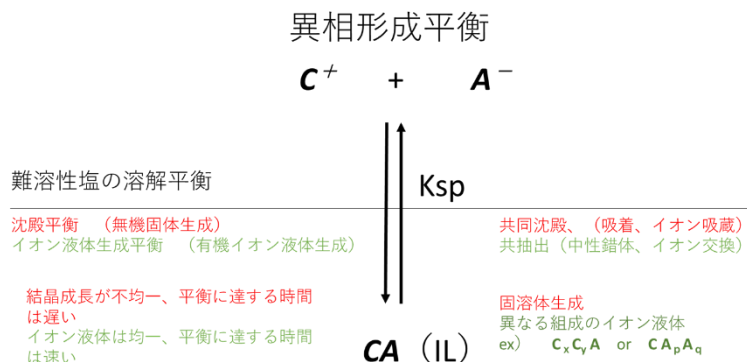 異相形成平衡
C⁺ + A⁻
難溶性塩の溶解平衡
Ksp
沈殿平衡 （無機固体生成）
イオン液体生成平衡 （有機イオン液体生成）
共同沈殿、（吸着、イオン吸蔵）
共抽出（中性錯体、イオン交換）
結晶成長が不均一、平衡に達する時間
は遅い
イオン液体は均一、平衡に達する時間
は速い
固溶体生成
異なる組成のイオン液体
ex) CₓCᵧA or CAₚA_q
CA （IL）